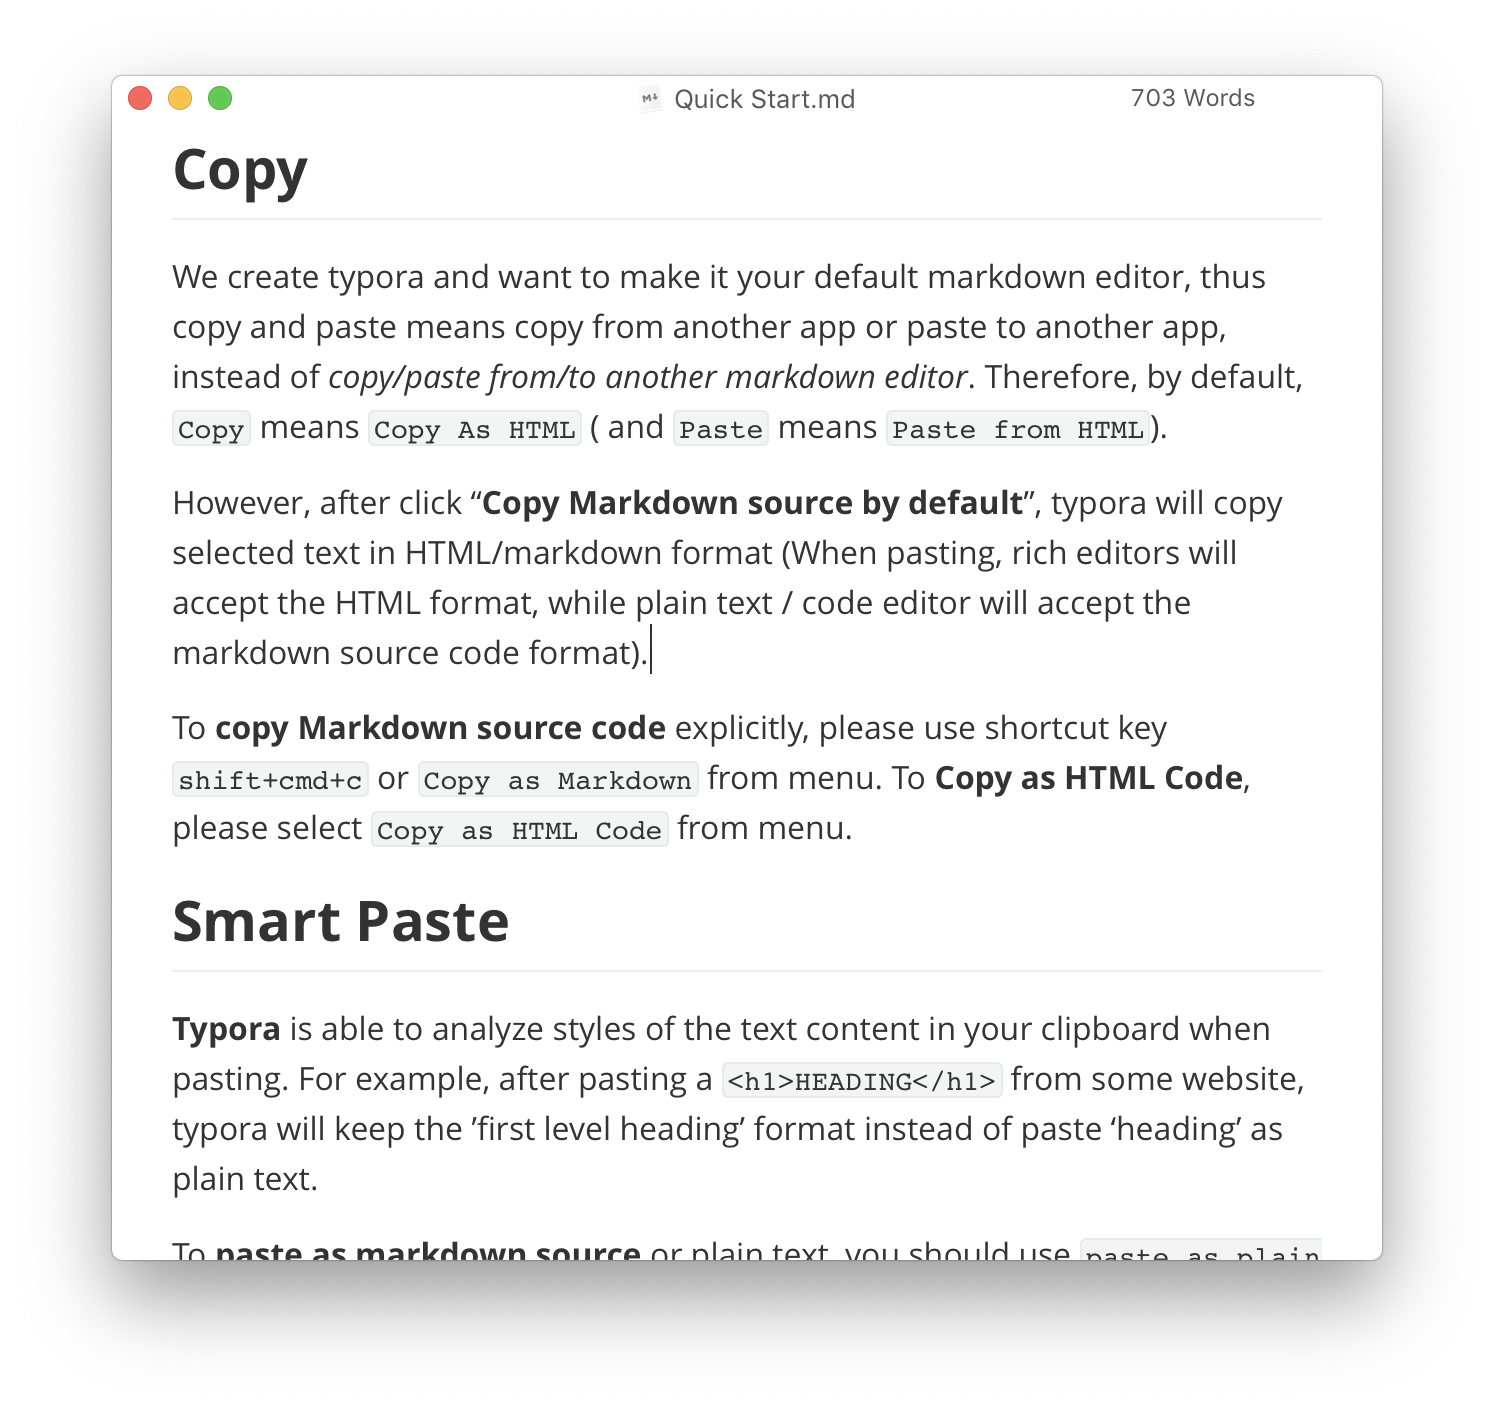 Quick Start.md
703 Words
Copy
We create typora and want to make it your default markdown editor, thus
copy and paste means copy from another app or paste to another app,
instead of copy/paste from/to another markdown editor. Therefore, by default,
Copy means Copy As HTML ( and Paste means Paste from HTML).
However, after click “Copy Markdown source by default”, typora will copy
selected text in HTML/markdown format (When pasting, rich editors will
accept the HTML format, while plain text / code editor will accept the
markdown source code format).
To copy Markdown source code explicitly, please use shortcut key
shift+cmd+c or Copy as Markdown from menu. To Copy as HTML Code,
please select Copy as HTML Code from menu.
Smart Paste
Typora is able to analyze styles of the text content in your clipboard when
pasting. For example, after pasting a <h1>HEADING</h1> from some website,
typora will keep the ’first level heading’ format instead of paste ‘heading’ as
plain text.
To paste as markdown source or plain text, you should use paste as plain